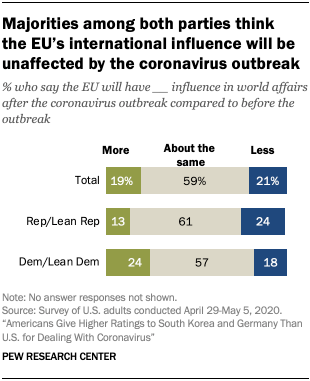 Majorities among both parties think
the EU's international influence will be
unaffected by the coronavirus outbreak
% who say the EU will have __ influence in world affairs
after the coronavirus outbreak compared to before the
outbreak
More About the same Less
Total 19% 59% 21%
Rep/Lean Rep 13 61 24
Dem/Lean Dem 24 57 18
Note: No answer responses not shown.
Source: Survey of U.S. adults conducted April 29-May 5, 2020.
"Americans Give Higher Ratings to South Korea and Germany Than
U.S. for Dealing With Coronavirus"
PEW RESEARCH CENTER